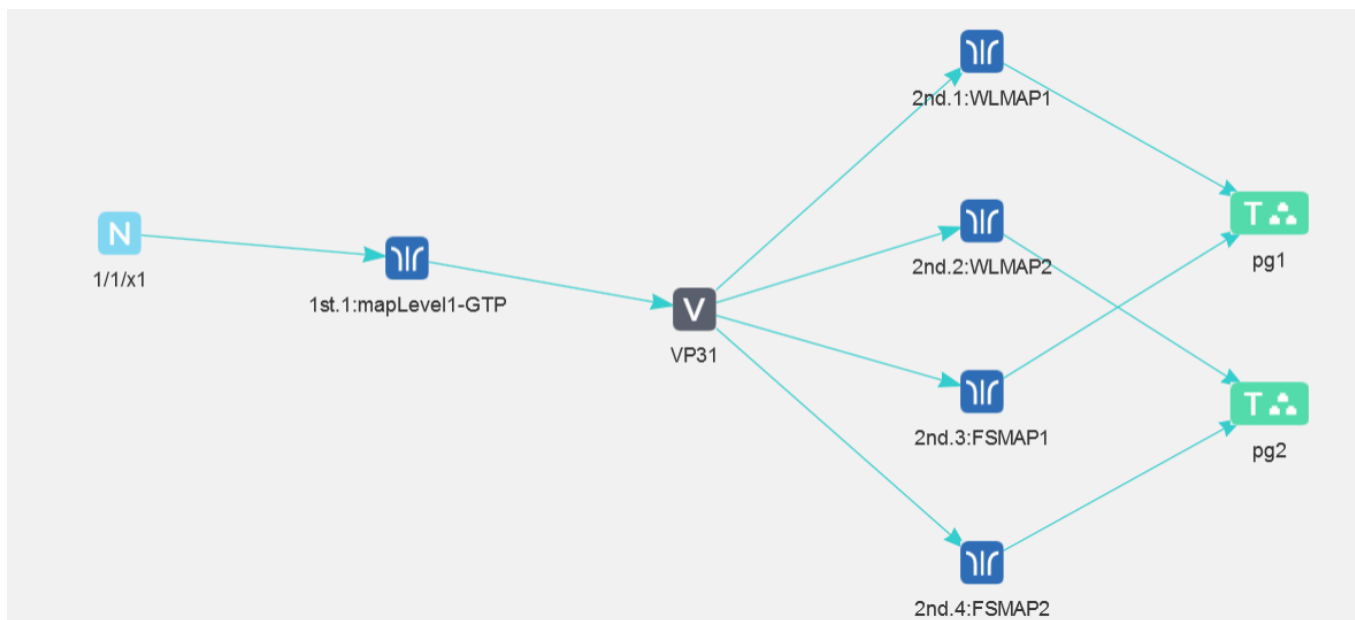 N
1/1/x1
1st.1:mapLevel1-GTP
V
VP31
2nd.1:WLMAP1
2nd.2:WLMAP2
2nd.3:FSMAP1
2nd.4:FSMAP2
T
pg1
T
pg2